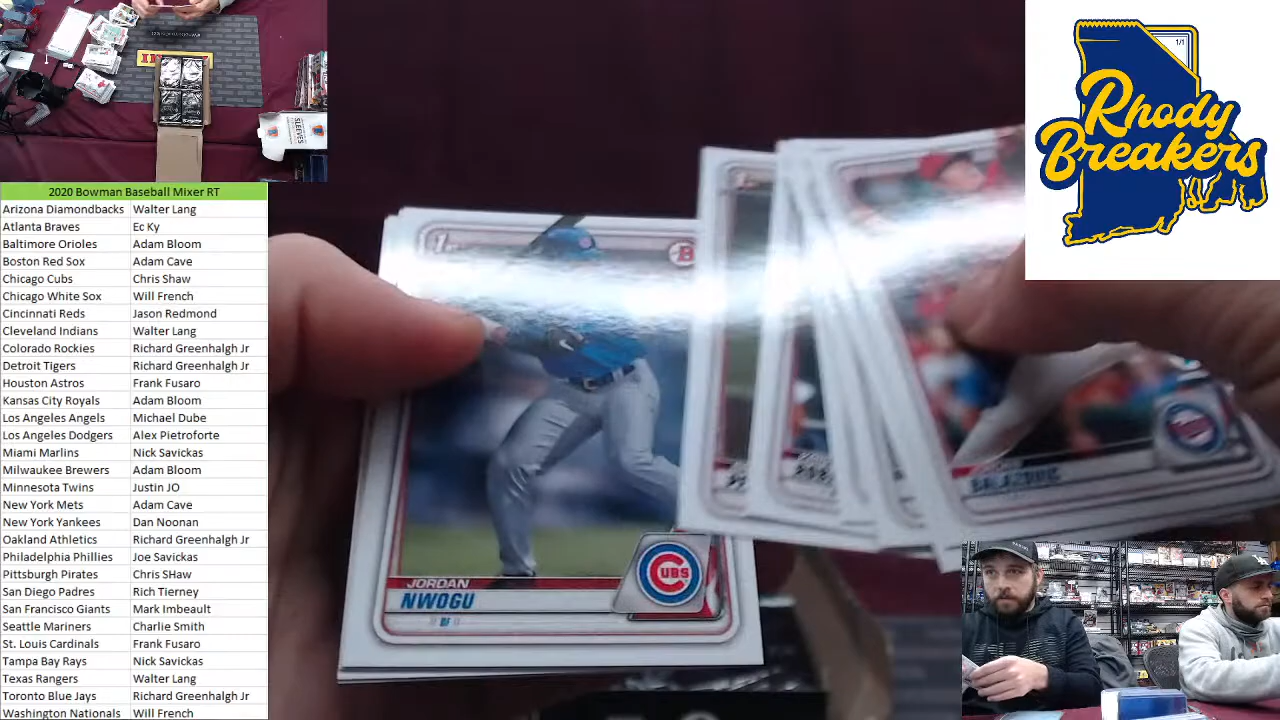 2020 Bowman Baseball Mixer RT
Arizona Diamondbacks Walter Lang
Atlanta Braves Ec Ky
Baltimore Orioles Adam Bloom
Boston Red Sox Adam Cave
Chicago Cubs Chris Shaw
Chicago White Sox Will French
Cincinnati Reds Jason Redmond
Cleveland Indians Walter Lang
Colorado Rockies Richard Greenhalgh Jr
Detroit Tigers Richard Greenhalgh Jr
Houston Astros Frank Fusaro
Kansas City Royals Adam Bloom
Los Angeles Angels Michael Dube
Los Angeles Dodgers Alex Pietroforte
Miami Marlins Nick Savickas
Milwaukee Brewers Adam Bloom
Minnesota Twins Justin JO
New York Mets Adam Cave
New York Yankees Dan Noonan
Oakland Athletics Richard Greenhalgh Jr
Philadelphia Phillies Joe Savickas
Pittsburgh Pirates Chris SHaw
San Diego Padres Rich Tierney
San Francisco Giants Mark Imbeault
Seattle Mariners Charlie Smith
St. Louis Cardinals Frank Fusaro
Tampa Bay Rays Nick Savickas
Texas Rangers Walter Lang
Toronto Blue Jays Richard Greenhalgh Jr
Washington Nationals Will French
SLEEVES
1st
B
JORDAN
NWOGU
CUBS
BALAZOVIC
1/1
Rhody
Breakers